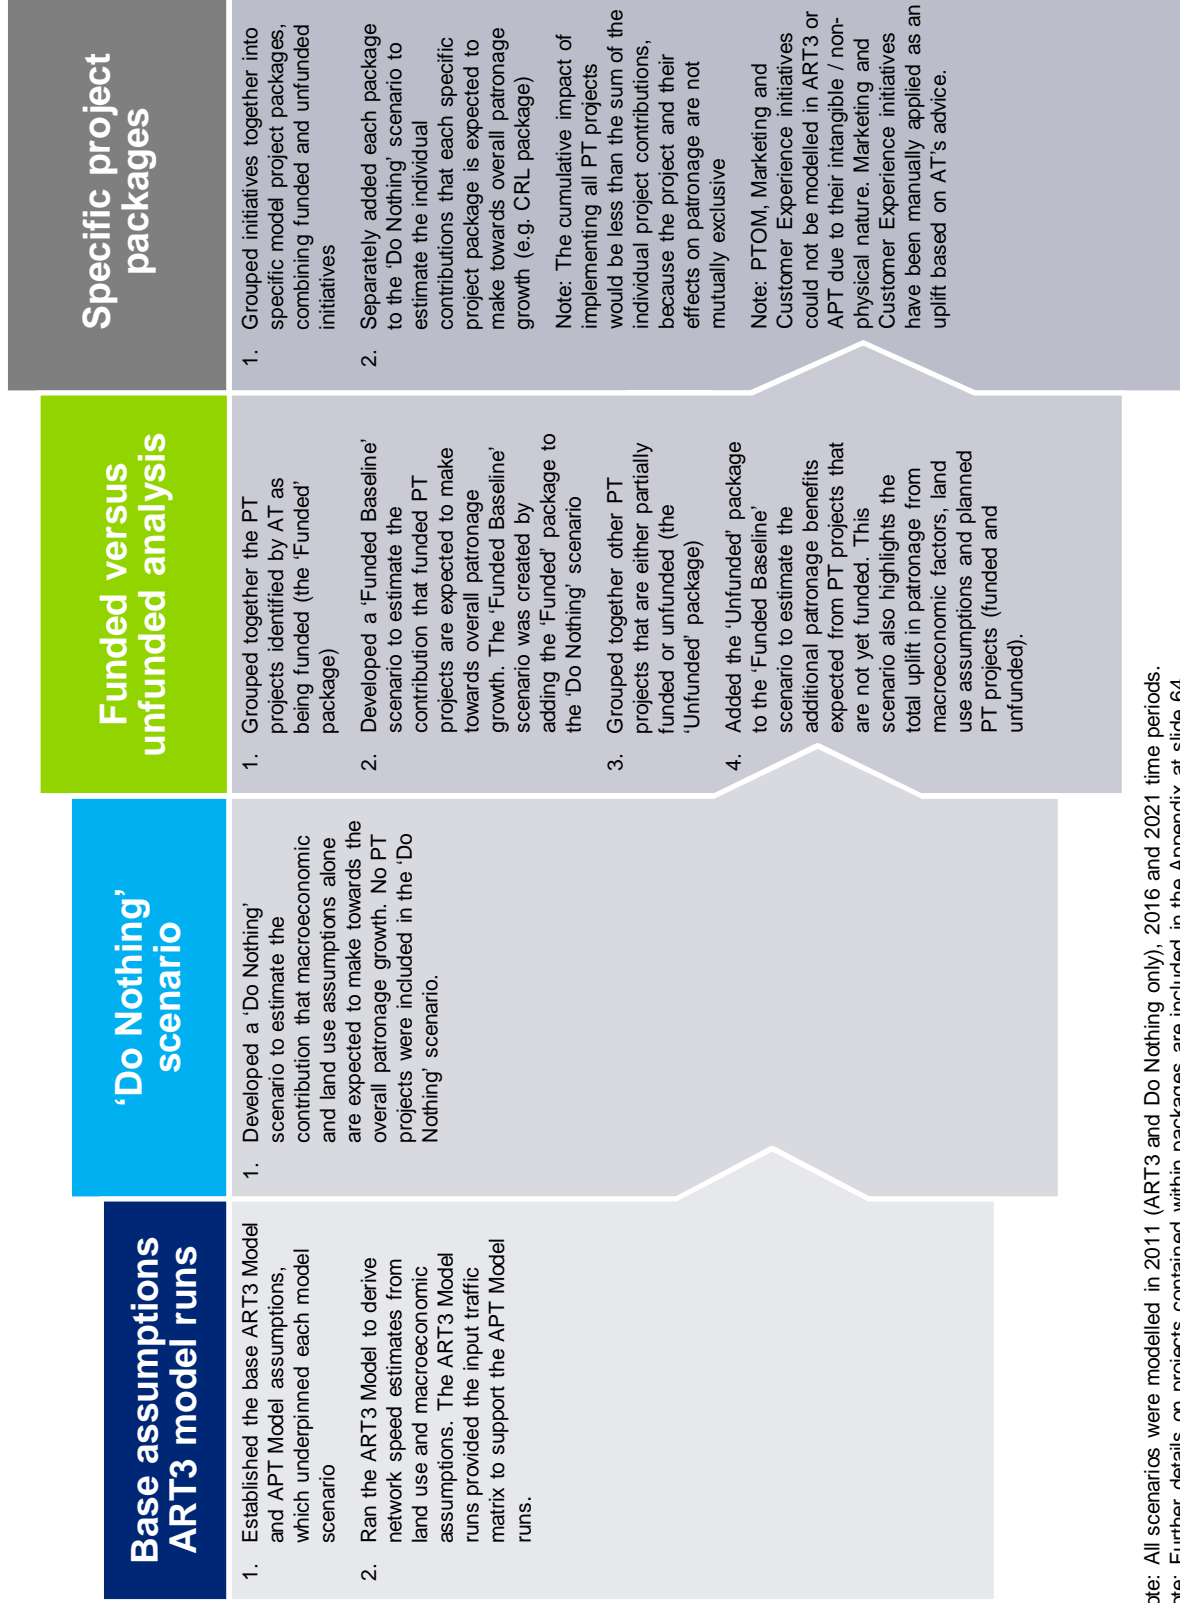 Base assumptions
ART3 model runs
1. Established the base ART3 Model
and APT Model assumptions,
which underpinned each model
scenario
2. Ran the ART3 Model to derive
network speed estimates from
land use and macroeconomic
assumptions. The ART3 Model
runs provided the input traffic
matrix to support the APT Model
runs.
‘Do Nothing’
scenario
1. Developed a ‘Do Nothing’
scenario to estimate the
contribution that macroeconomic
and land use assumptions alone
are expected to make towards the
overall patronage growth. No PT
projects were included in the ‘Do
Nothing’ scenario.
Funded versus
unfunded analysis
1. Grouped together the PT
projects identified by AT as
being funded (the ‘Funded’
package)
2. Developed a ‘Funded Baseline’
scenario to estimate the
contribution that funded PT
projects are expected to make
towards overall patronage
growth. The ‘Funded Baseline’
scenario was created by
adding the ‘Funded’ package to
the ‘Do Nothing’ scenario
3. Grouped together other PT
projects that are either partially
funded or unfunded (the
‘Unfunded’ package)
4. Added the ‘Unfunded’ package
to the ‘Funded Baseline’
scenario to estimate the
additional patronage benefits
expected from PT projects that
are not yet funded. This
scenario also highlights the
total uplift in patronage from
macroeconomic factors, land
use assumptions and planned
PT projects (funded and
unfunded).
Specific project
packages
1. Grouped initiatives together into
specific model project packages,
combining funded and unfunded
initiatives
2. Separately added each package
to the ‘Do Nothing’ scenario to
estimate the individual
contributions that each specific
project package is expected to
make towards overall patronage
growth (e.g. CRL package)
Note: The cumulative impact of
implementing all PT projects
would be less than the sum of the
individual project contributions,
because the project and their
effects on patronage are not
mutually exclusive
Note: PTOM, Marketing and
Customer Experience initiatives
could not be modelled in ART3 or
APT due to their intangible / non-
physical nature. Marketing and
Customer Experience initiatives
have been manually applied as an
uplift based on AT’s advice.
ote: All scenarios were modelled in 2011 (ART3 and Do Nothing only), 2016 and 2021 time periods.
ote: Further details on projects contained within packages are included in the Appendix at slide 64